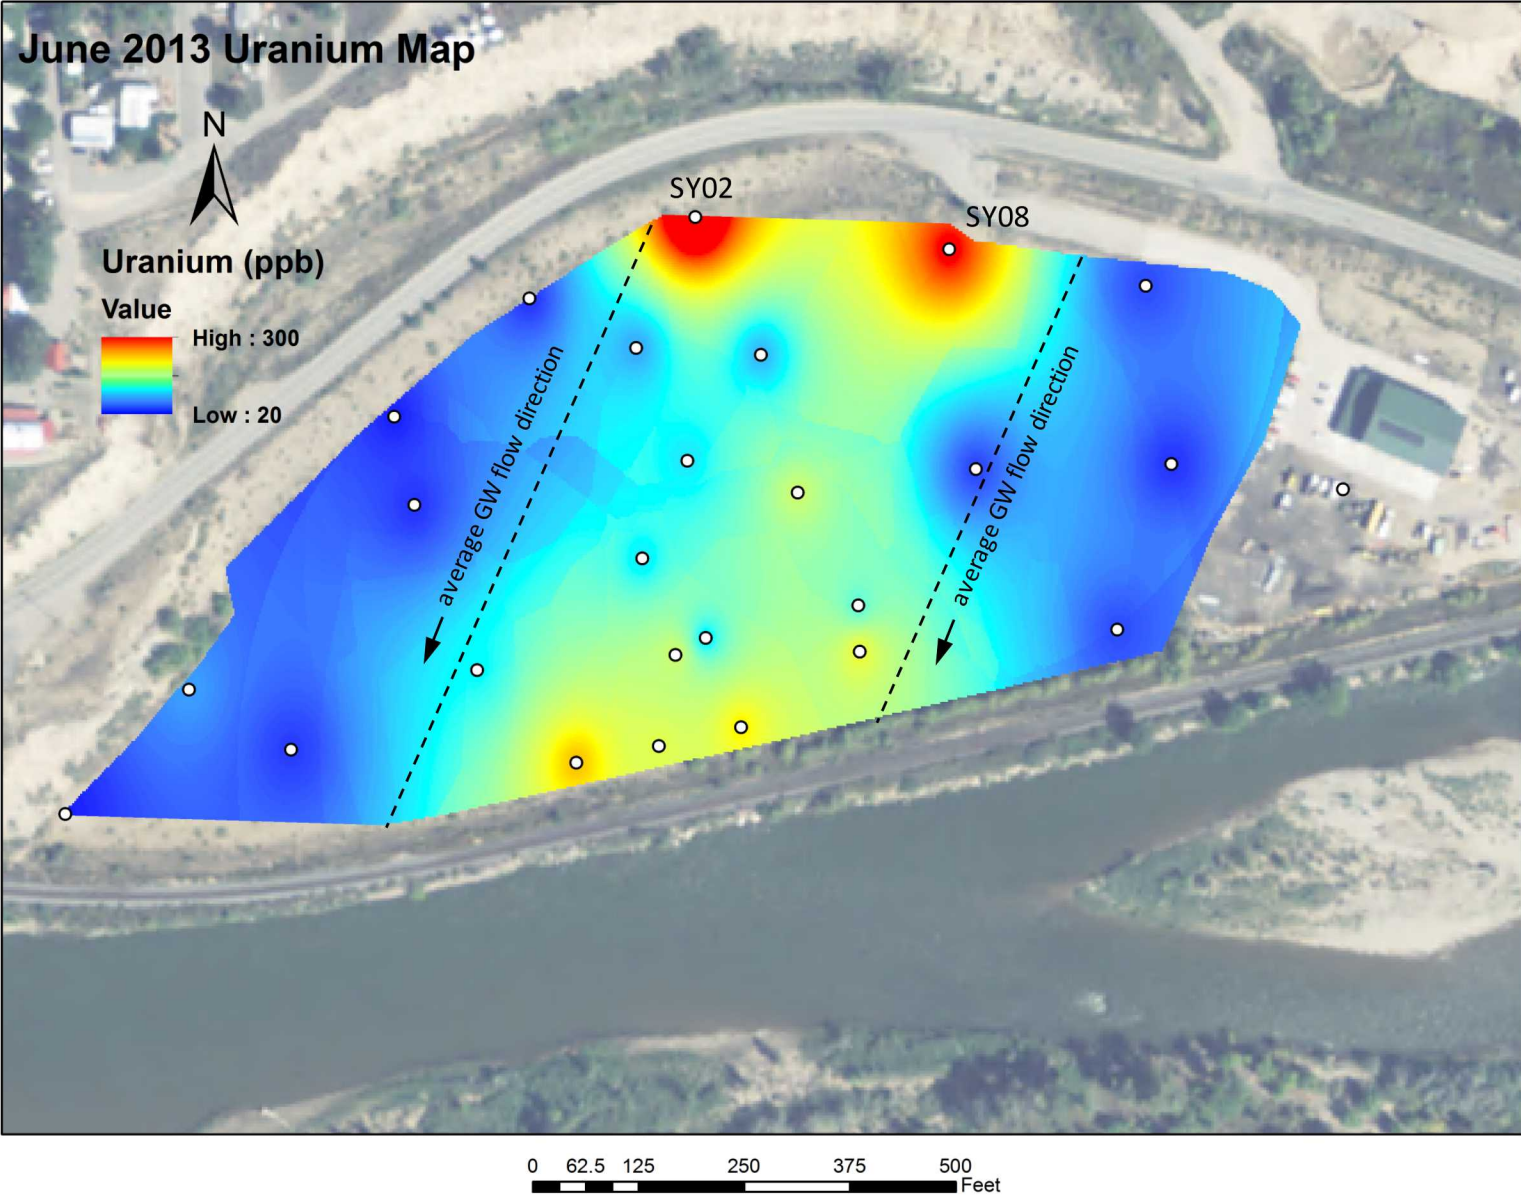 June 2013 Uranium Map
N
Uranium (ppb)
Value
High : 300
Low : 20
SY02
SY08
average GW flow direction
average GW flow direction
0 62.5 125 250 375 500
Feet